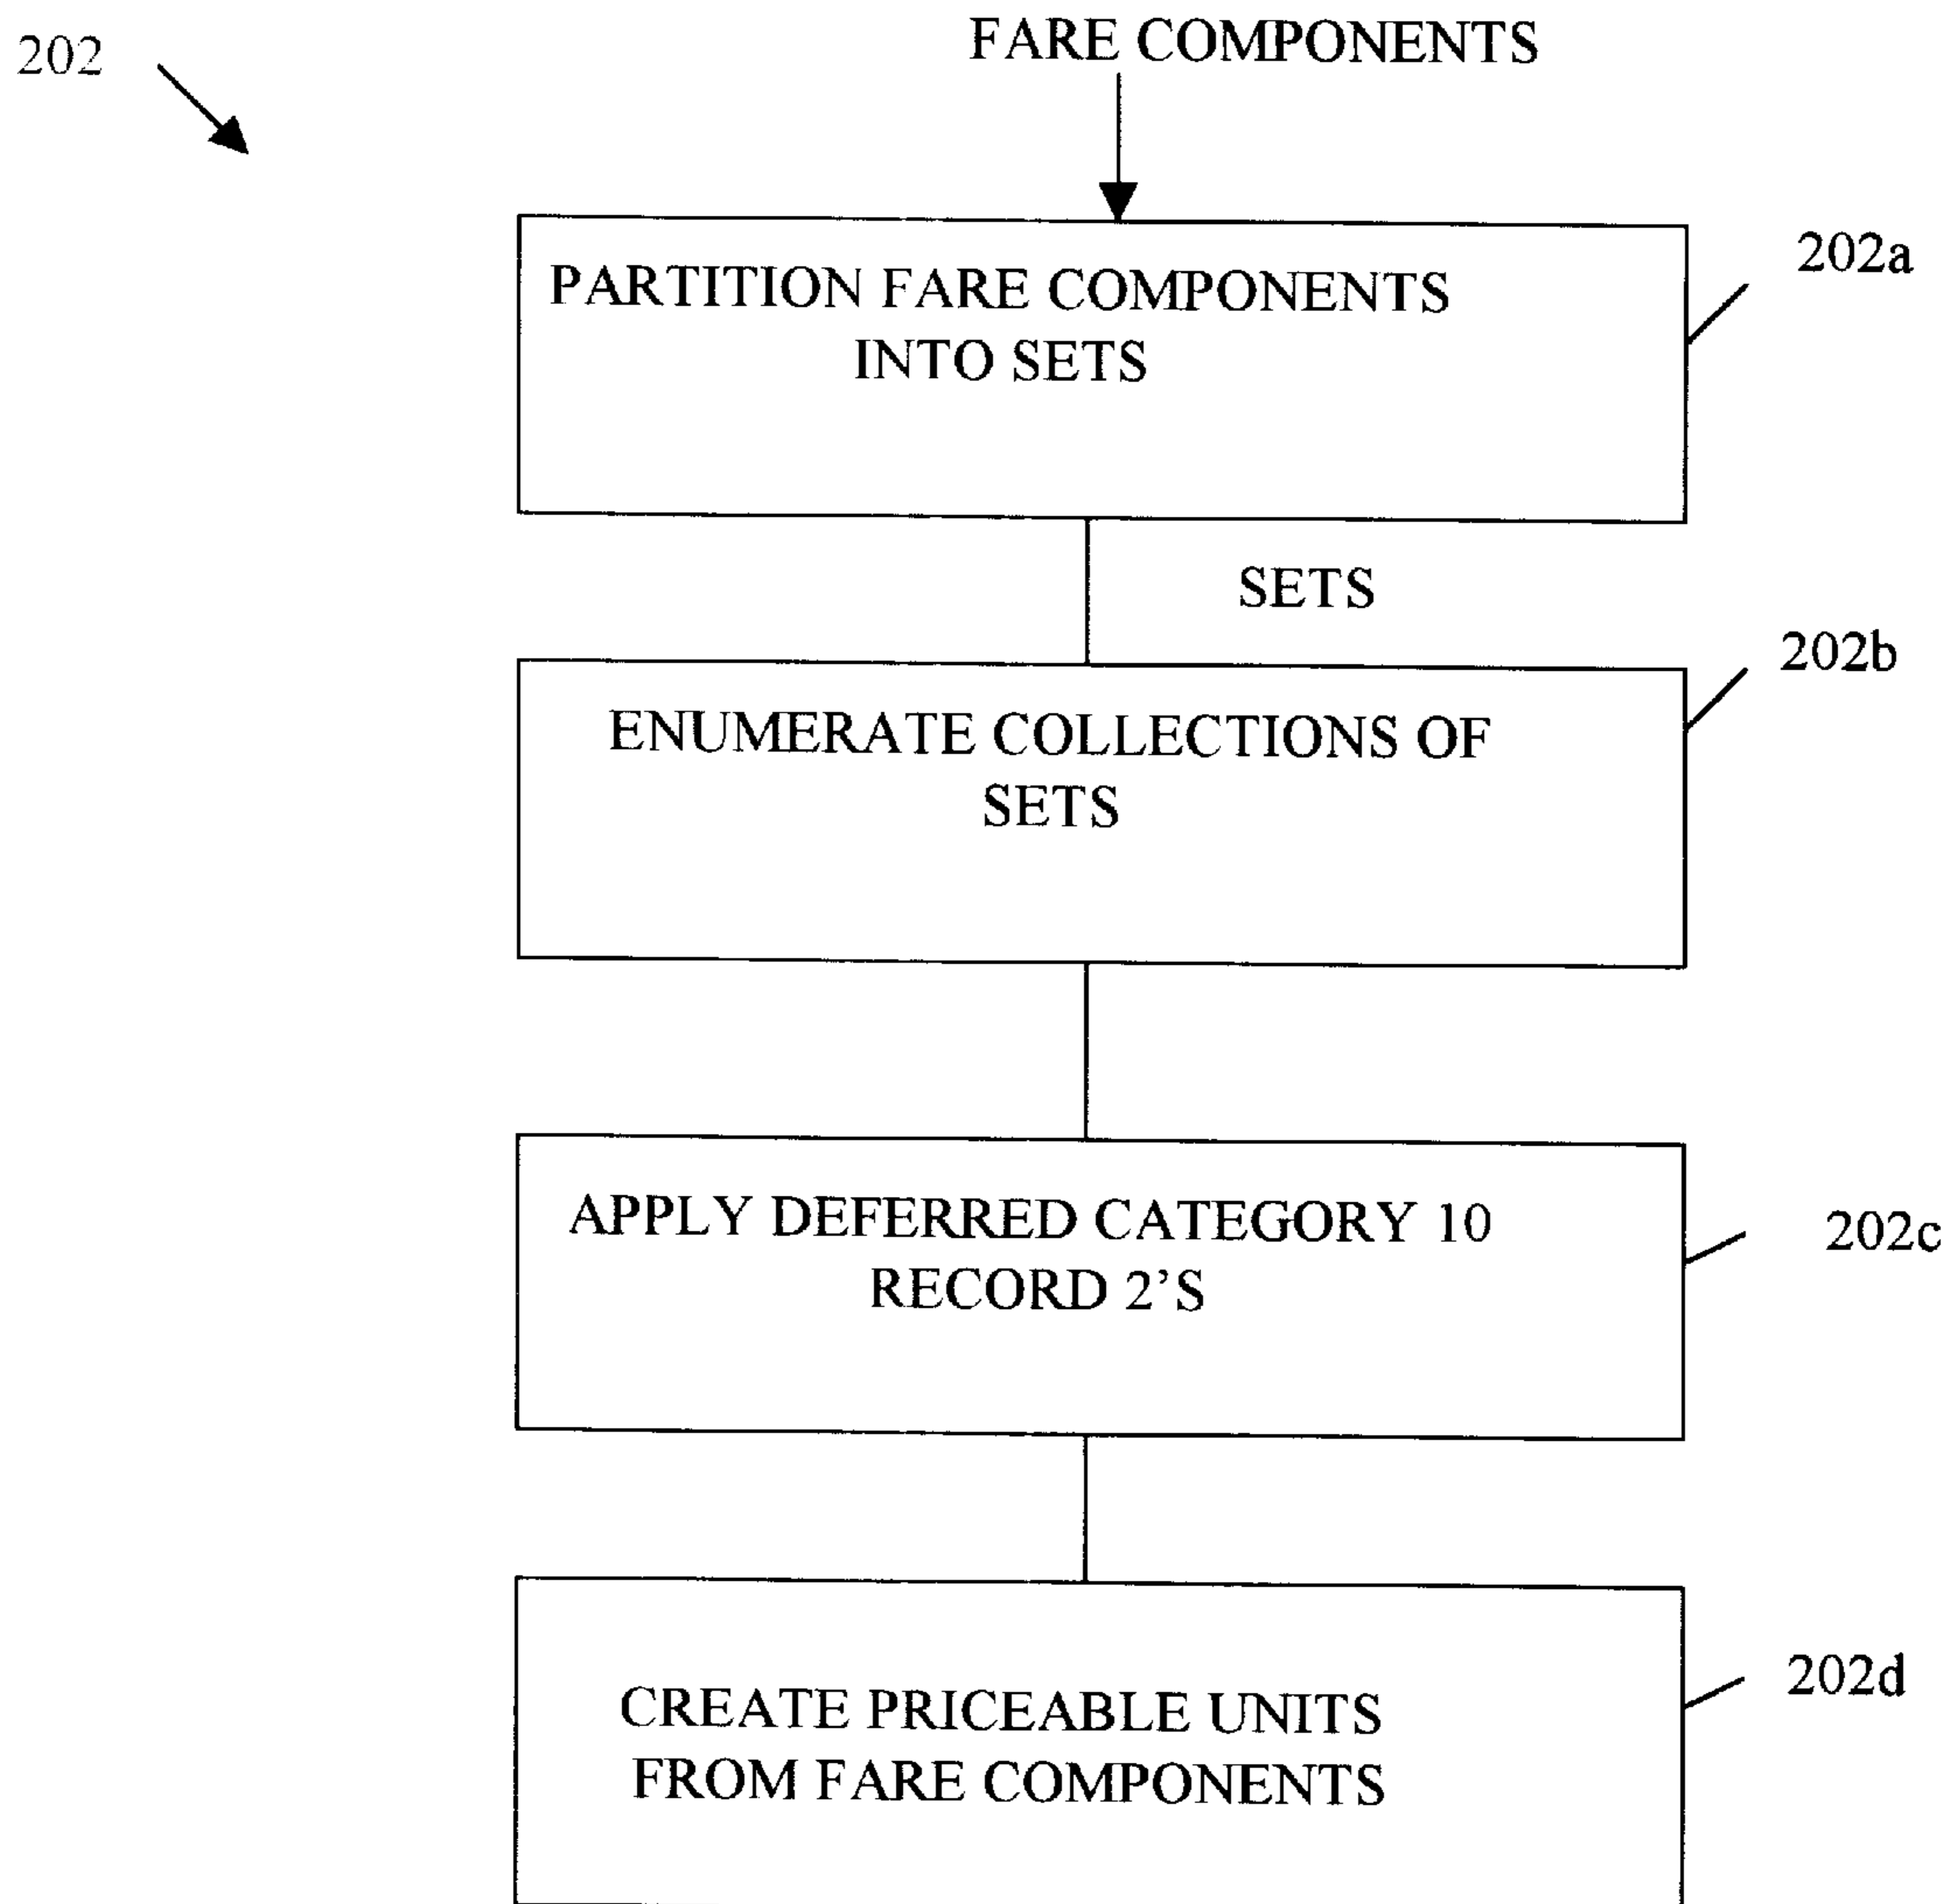 202
FARE COMPONENTS
202a
PARTITION FARE COMPONENTS
INTO SETS
SETS
202b
ENUMERATE COLLECTIONS OF
SETS
202c
APPLY DEFERRED CATEGORY 10
RECORD 2'S
202d
CREATE PRICEABLE UNITS
FROM FARE COMPONENTS